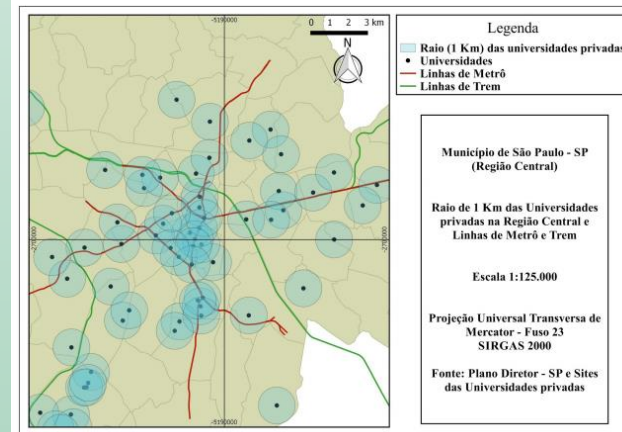 -5190000
0 1 2 3 km
N
-2700000
-2700000
-5190000
Legenda
Raio (1 Km) das universidades privadas
Universidades
Linhas de Metrô
Linhas de Trem
Município de São Paulo - SP
(Região Central)
Raio de 1 Km das Universidades
privadas na Região Central e
Linhas de Metrô e Trem
Escala 1:125.000
Projeção Universal Transversa de
Mercator - Fuso 23
SIRGAS 2000
Fonte: Plano Diretor - SP e Sites
das Universidades privadas